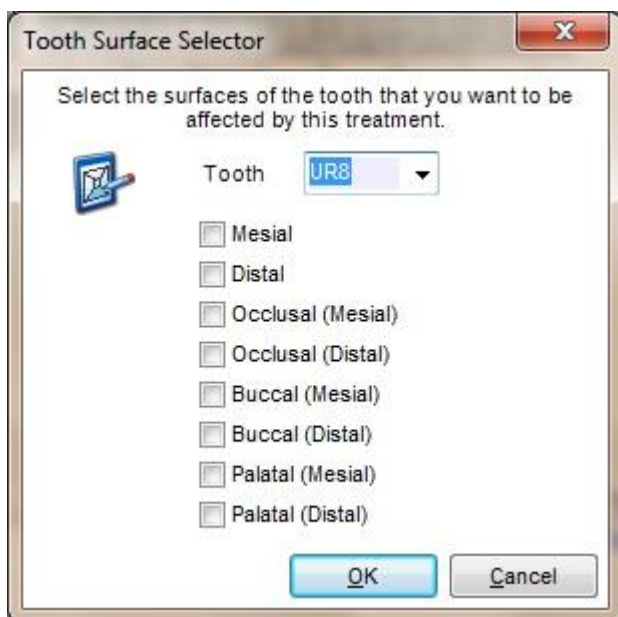 Tooth Surface Selector
Select the surfaces of the tooth that you want to be
affected by this treatment.
Tooth UR8
Mesial
Distal
Occlusal (Mesial)
Occlusal (Distal)
Buccal (Mesial)
Buccal (Distal)
Palatal (Mesial)
Palatal (Distal)
OK Cancel